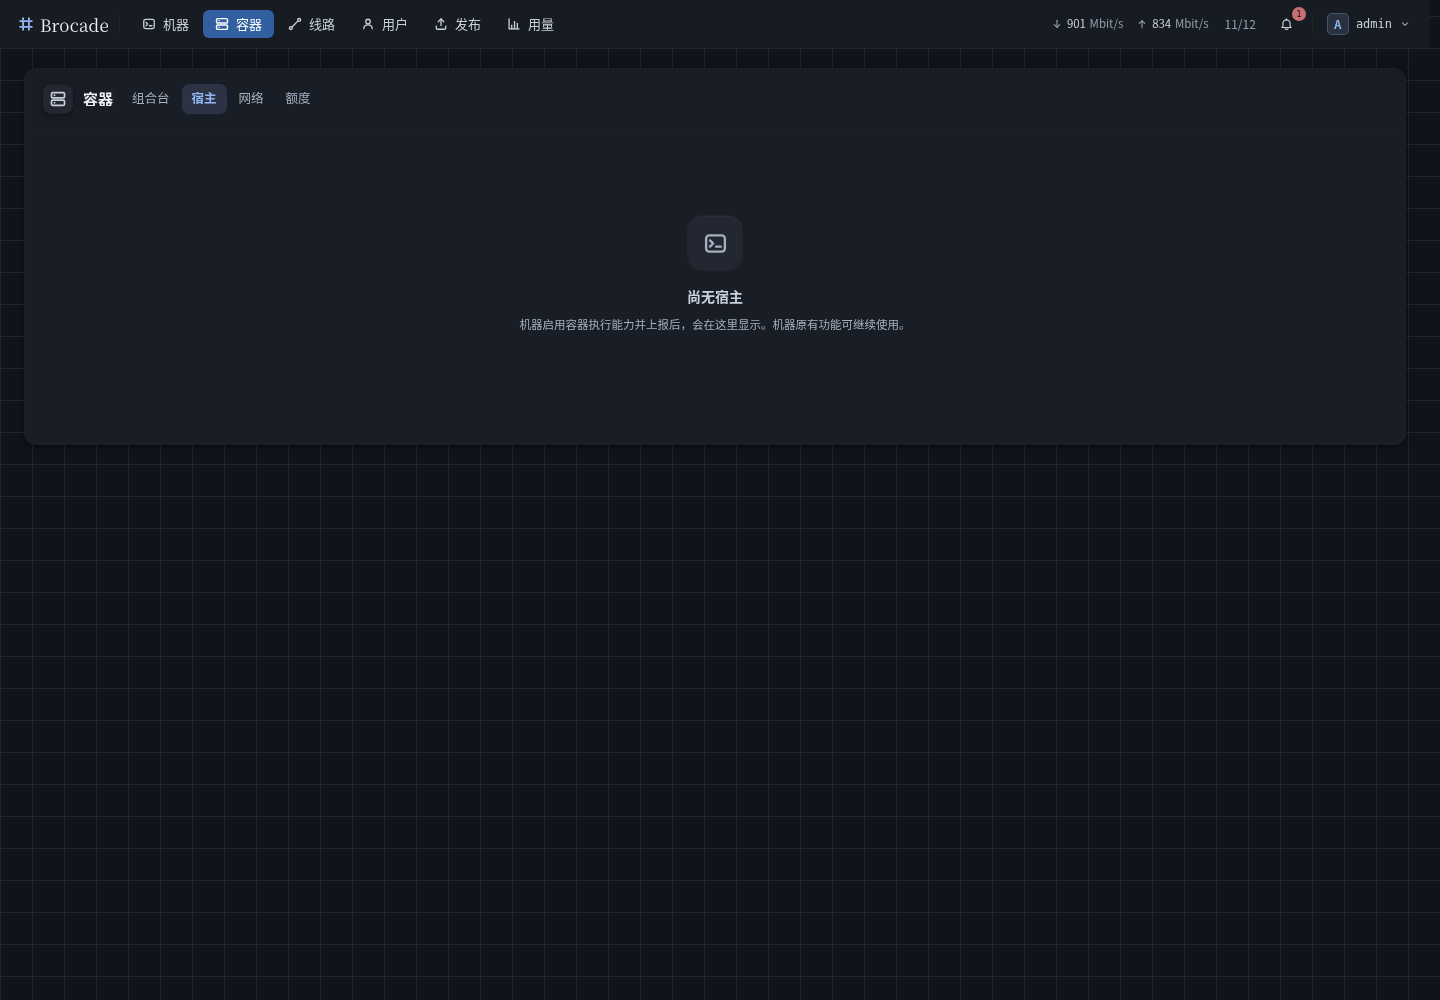 Brocade 机器 容器 线路 用户 发布 用量 ↓ 901 Mbit/s ↑ 834 Mbit/s 11/12 1 A admin
容器 组合台 宿主 网络 额度
尚无宿主
机器启用容器执行能力并上报后，会在这里显示。机器原有功能可继续使用。